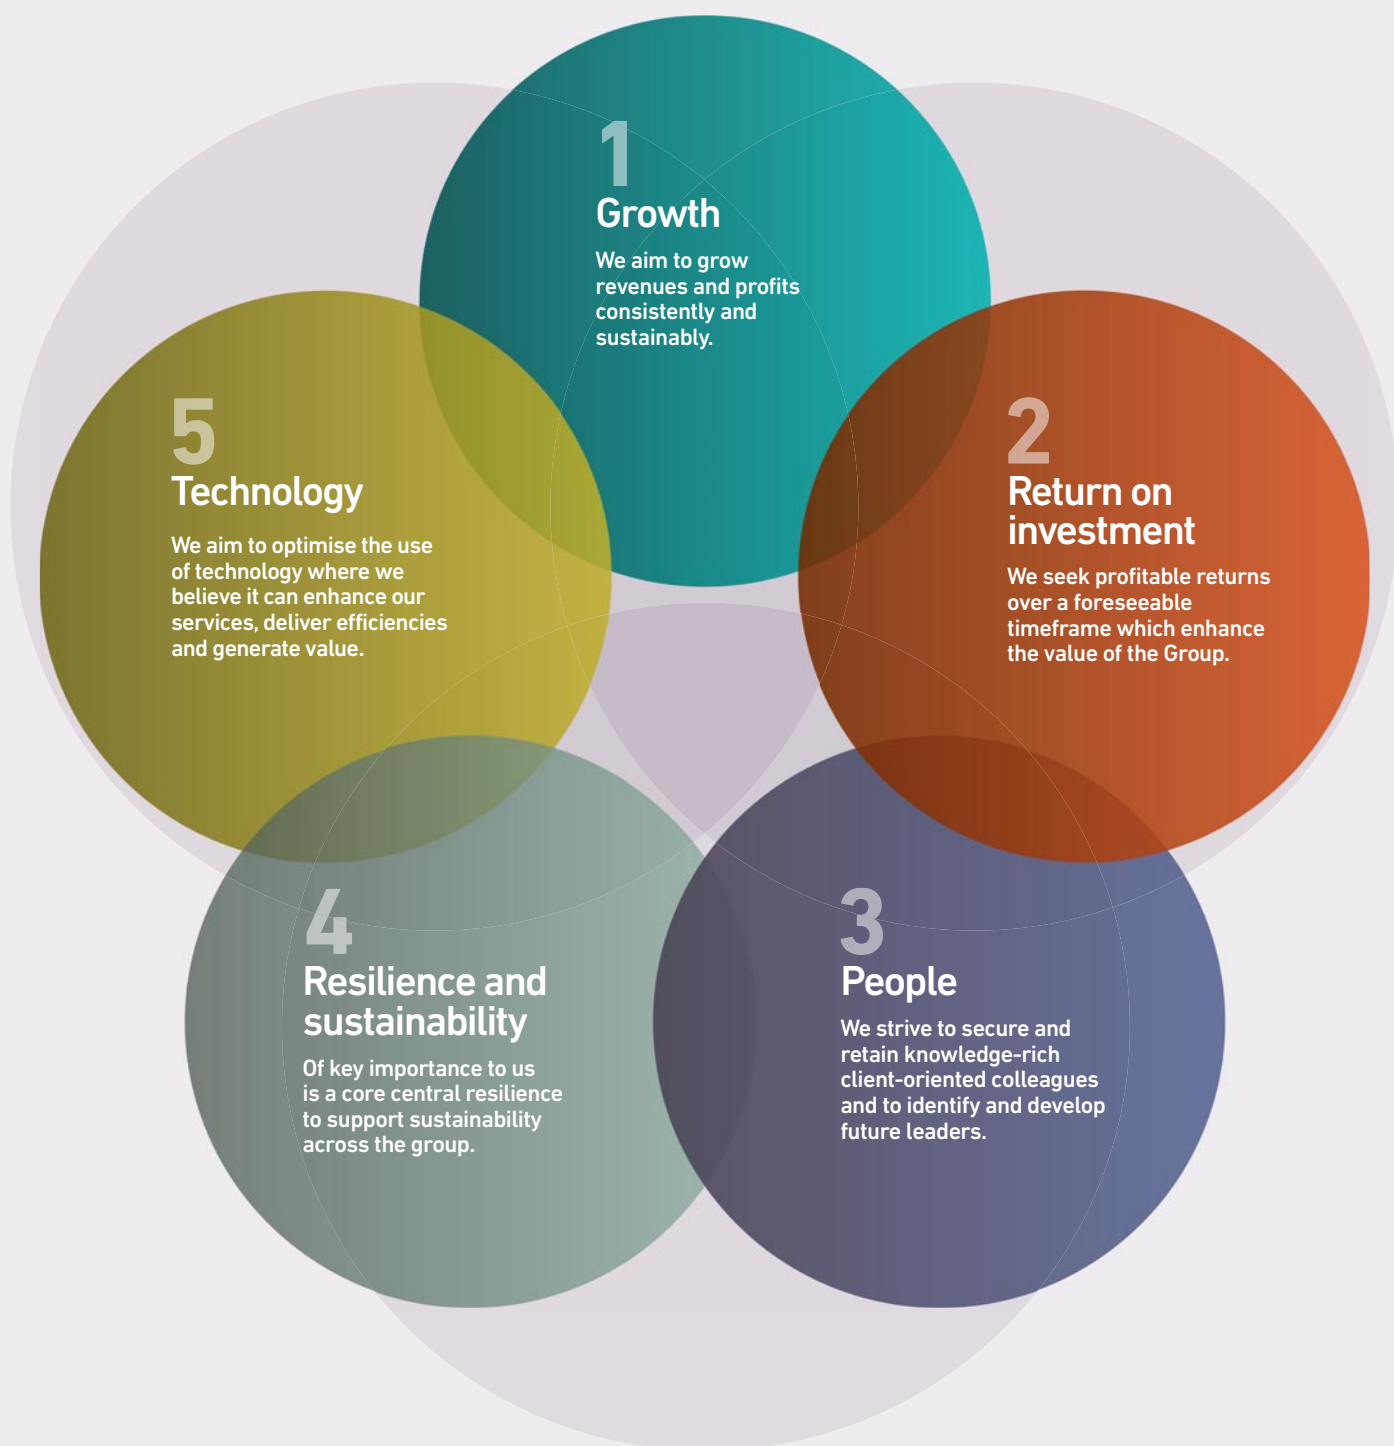 1
Growth
We aim to grow
revenues and profits
consistently and
sustainably.
2
Return on
investment
We seek profitable returns
over a foreseeable
timeframe which enhance
the value of the Group.
3
People
We strive to secure and
retain knowledge-rich
client-oriented colleagues
and to identify and develop
future leaders.
4
Resilience and
sustainability
Of key importance to us
is a core central resilience
to support sustainability
across the group.
5
Technology
We aim to optimise the use
of technology where we
believe it can enhance our
services, deliver efficiencies
and generate value.